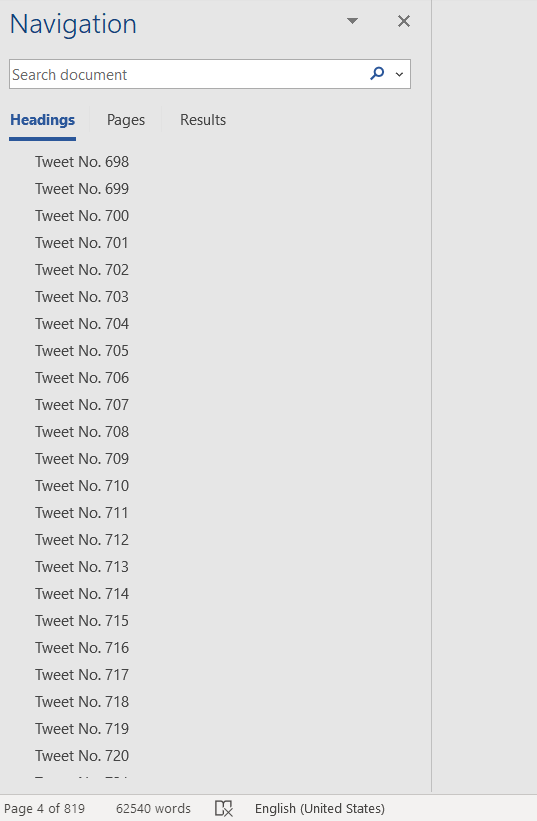 Navigation
Search document
Headings Pages Results
Tweet No. 698
Tweet No. 699
Tweet No. 700
Tweet No. 701
Tweet No. 702
Tweet No. 703
Tweet No. 704
Tweet No. 705
Tweet No. 706
Tweet No. 707
Tweet No. 708
Tweet No. 709
Tweet No. 710
Tweet No. 711
Tweet No. 712
Tweet No. 713
Tweet No. 714
Tweet No. 715
Tweet No. 716
Tweet No. 717
Tweet No. 718
Tweet No. 719
Tweet No. 720
Page 4 of 819 62540 words English (United States)